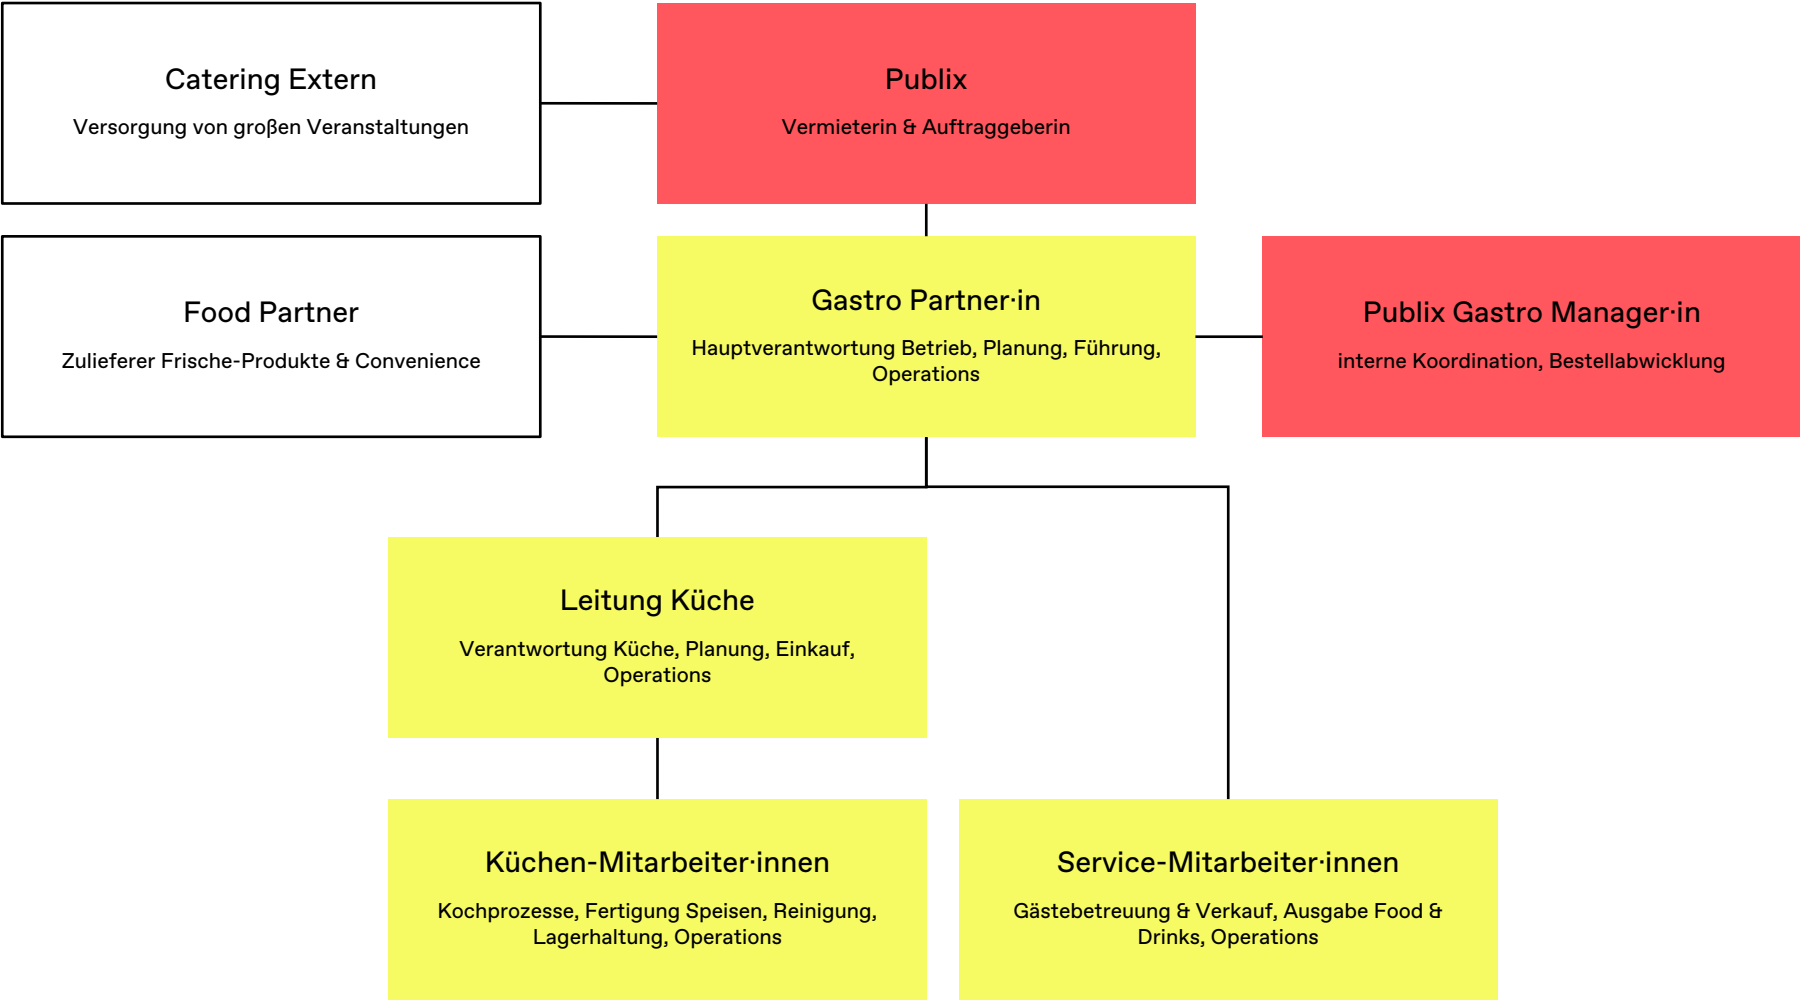 Catering Extern
Versorgung von großen Veranstaltungen
Publix
Vermieterin & Auftraggeberin
Food Partner
Zulieferer Frische-Produkte & Convenience
Gastro Partner·in
Hauptverantwortung Betrieb, Planung, Führung,
Operations
Publix Gastro Manager·in
interne Koordination, Bestellabwicklung
Leitung Küche
Verantwortung Küche, Planung, Einkauf,
Operations
Küchen-Mitarbeiter·innen
Kochprozesse, Fertigung Speisen, Reinigung,
Lagerhaltung, Operations
Service-Mitarbeiter·innen
Gästebetreuung & Verkauf, Ausgabe Food &
Drinks, Operations